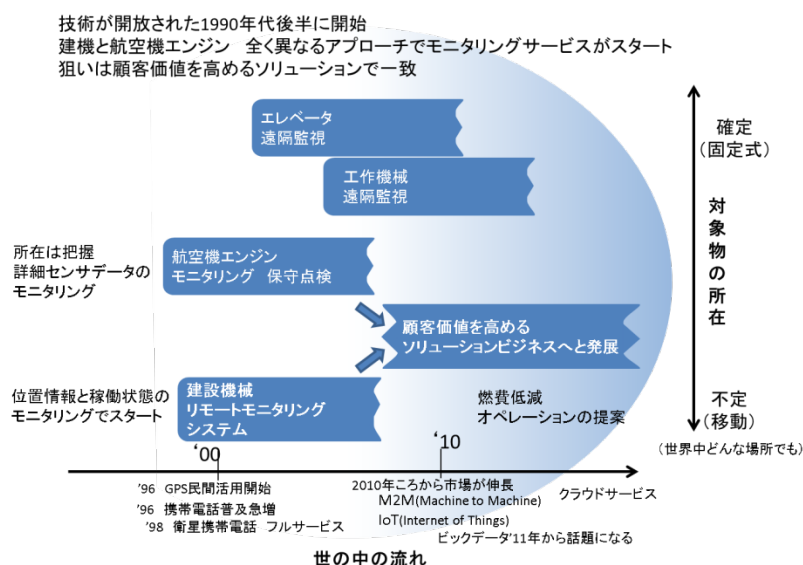 技術が開放された1990年代後半に開始
建機と航空機エンジン　全く異なるアプローチでモニタリングサービスがスタート
狙いは顧客価値を高めるソリューションで一致
エレベータ
遠隔監視
工作機械
遠隔監視
確定
（固定式）
対象物の所在
不定
（移動）
（世界中どんな場所でも）
所在は把握
詳細センサデータの
モニタリング
航空機エンジン
モニタリング　保守点検
顧客価値を高める
ソリューションビジネスへと発展
位置情報と稼働状態の
モニタリングでスタート
建設機械
リモートモニタリング
システム
燃費低減
オペレーションの提案
‘00
‘10
’96 GPS民間活用開始
’96 携帯電話普及急増
’98 衛星携帯電話　フルサービス
2010年ころから市場が伸長
M2M(Machine to Machine)
IoT(Internet of Things)
ビックデータ’11年から話題になる
クラウドサービス
世の中の流れ